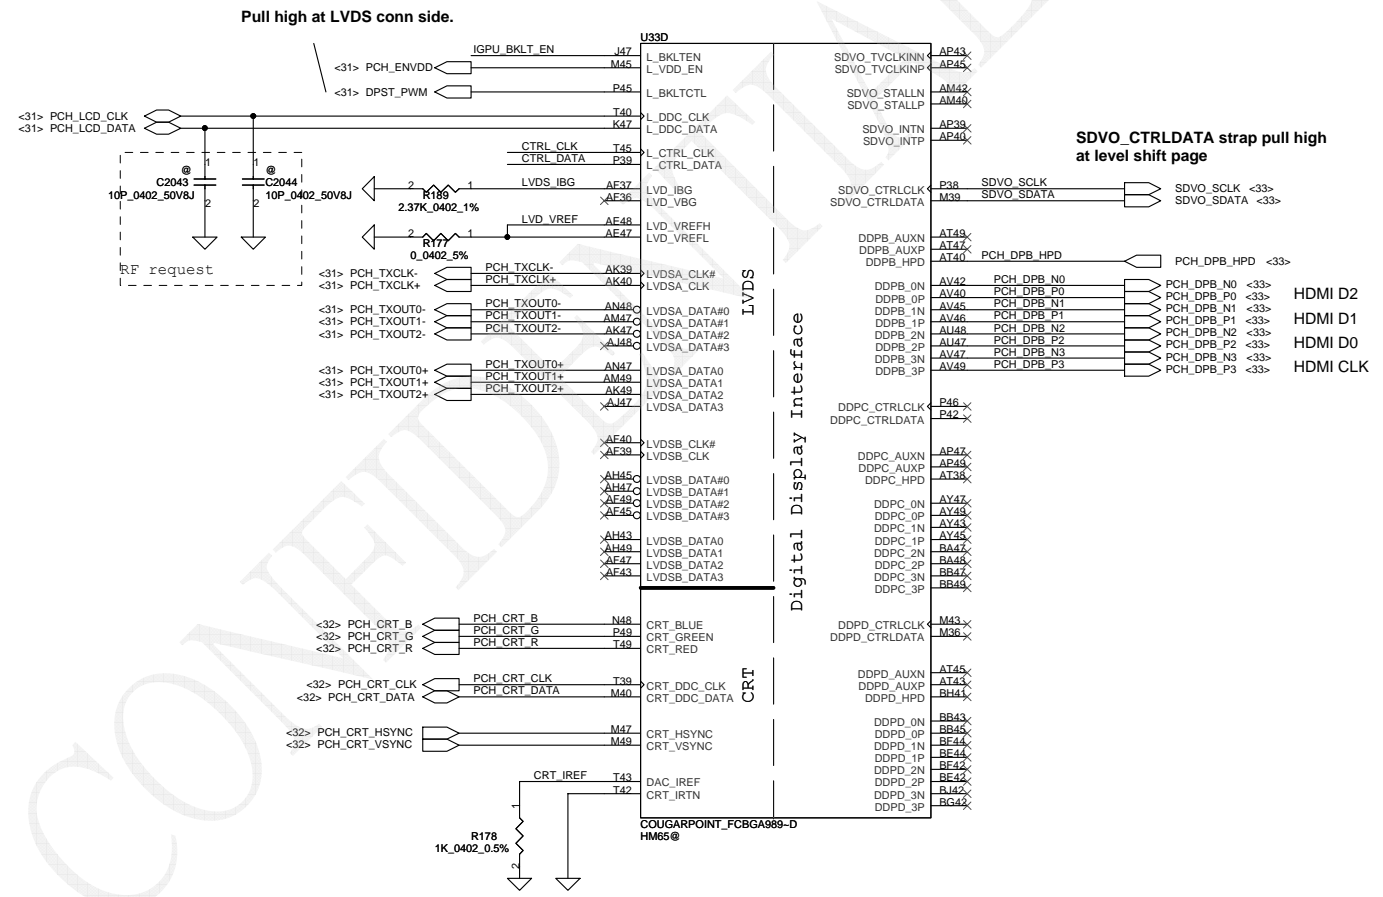 Pull high at LVDS conn side.
U33D
IGPU_BKLT_EN J47 L_BKLTEN
<31> PCH_ENVDD M45 L_VDD_EN
<31> DPST_PWM P45 L_BKLTCTL
<31> PCH_LCD_CLK T40 L_DDC_CLK
<31> PCH_LCD_DATA K47 L_DDC_DATA
CTRL_CLK T45 L_CTRL_CLK
CTRL_DATA P39 L_CTRL_DATA
1 @ C2043 10P_0402_50V8J 2
1 @ C2044 10P_0402_50V8J 2
RF request
2 R189 1 LVDS_IBG AF37 LVD_IBG
2.37K_0402_1% AF36 LVD_VBG
LVD_VREF AE48 LVD_VREFH
2 R177 1 AE47 LVD_VREFL
0_0402_5%
<31> PCH_TXCLK- PCH_TXCLK- AK39 LVDSA_CLK#
<31> PCH_TXCLK+ PCH_TXCLK+ AK40 LVDSA_CLK
<31> PCH_TXOUT0- PCH_TXOUT0- AN48 LVDSA_DATA#0
<31> PCH_TXOUT1- PCH_TXOUT1- AM47 LVDSA_DATA#1
<31> PCH_TXOUT2- PCH_TXOUT2- AK47 LVDSA_DATA#2
AJ48 LVDSA_DATA#3
<31> PCH_TXOUT0+ PCH_TXOUT0+ AN47 LVDSA_DATA0
<31> PCH_TXOUT1+ PCH_TXOUT1+ AM49 LVDSA_DATA1
<31> PCH_TXOUT2+ PCH_TXOUT2+ AK49 LVDSA_DATA2
AJ47 LVDSA_DATA3
AF40 LVDSB_CLK#
AF39 LVDSB_CLK
AH45 LVDSB_DATA#0
AH47 LVDSB_DATA#1
AF49 LVDSB_DATA#2
AF45 LVDSB_DATA#3
AH43 LVDSB_DATA0
AH49 LVDSB_DATA1
AF47 LVDSB_DATA2
AF43 LVDSB_DATA3
LVDS
<32> PCH_CRT_B PCH_CRT_B N48 CRT_BLUE
<32> PCH_CRT_G PCH_CRT_G P49 CRT_GREEN
<32> PCH_CRT_R PCH_CRT_R T49 CRT_RED
<32> PCH_CRT_CLK PCH_CRT_CLK T39 CRT_DDC_CLK
<32> PCH_CRT_DATA PCH_CRT_DATA M40 CRT_DDC_DATA
<32> PCH_CRT_HSYNC M47 CRT_HSYNC
<32> PCH_CRT_VSYNC M49 CRT_VSYNC
CRT_IREF T43 DAC_IREF
T42 CRT_IRTN
CRT
1 R178 1K_0402_0.5% 2
Digital Display Interface
SDVO_TVCLKINN AP43
SDVO_TVCLKINP AP45
SDVO_STALLN AM42
SDVO_STALLP AM40
SDVO_INTN AP39
SDVO_INTP AP40
SDVO_CTRLDATA strap pull high
at level shift page
SDVO_CTRLCLK P38 SDVO_SCLK SDVO_SCLK <33>
SDVO_CTRLDATA M39 SDVO_SDATA SDVO_SDATA <33>
DDPB_AUXN AT49
DDPB_AUXP AT47
DDPB_HPD AT40 PCH_DPB_HPD PCH_DPB_HPD <33>
DDPB_0N AV42 PCH_DPB_N0 PCH_DPB_N0 <33>
DDPB_0P AV40 PCH_DPB_P0 PCH_DPB_P0 <33> HDMI D2
DDPB_1N AV45 PCH_DPB_N1 PCH_DPB_N1 <33>
DDPB_1P AV46 PCH_DPB_P1 PCH_DPB_P1 <33> HDMI D1
DDPB_2N AU48 PCH_DPB_N2 PCH_DPB_N2 <33>
DDPB_2P AU47 PCH_DPB_P2 PCH_DPB_P2 <33> HDMI D0
DDPB_3N AV47 PCH_DPB_N3 PCH_DPB_N3 <33>
DDPB_3P AV49 PCH_DPB_P3 PCH_DPB_P3 <33> HDMI CLK
DDPC_CTRLCLK P46
DDPC_CTRLDATA P42
DDPC_AUXN AP47
DDPC_AUXP AP49
DDPC_HPD AT38
DDPC_0N AY47
DDPC_0P AY49
DDPC_1N AY43
DDPC_1P AY45
DDPC_2N BA47
DDPC_2P BA48
DDPC_3N BB47
DDPC_3P BB49
DDPD_CTRLCLK M43
DDPD_CTRLDATA M36
DDPD_AUXN AT45
DDPD_AUXP AT43
DDPD_HPD BH41
DDPD_0N BB43
DDPD_0P BB45
DDPD_1N BF44
DDPD_1P BE44
DDPD_2N BF42
DDPD_2P BE42
DDPD_3N BJ42
DDPD_3P BG42
COUGARPOINT_FCBGA989~D
HM65@
CONFIDENTIAL